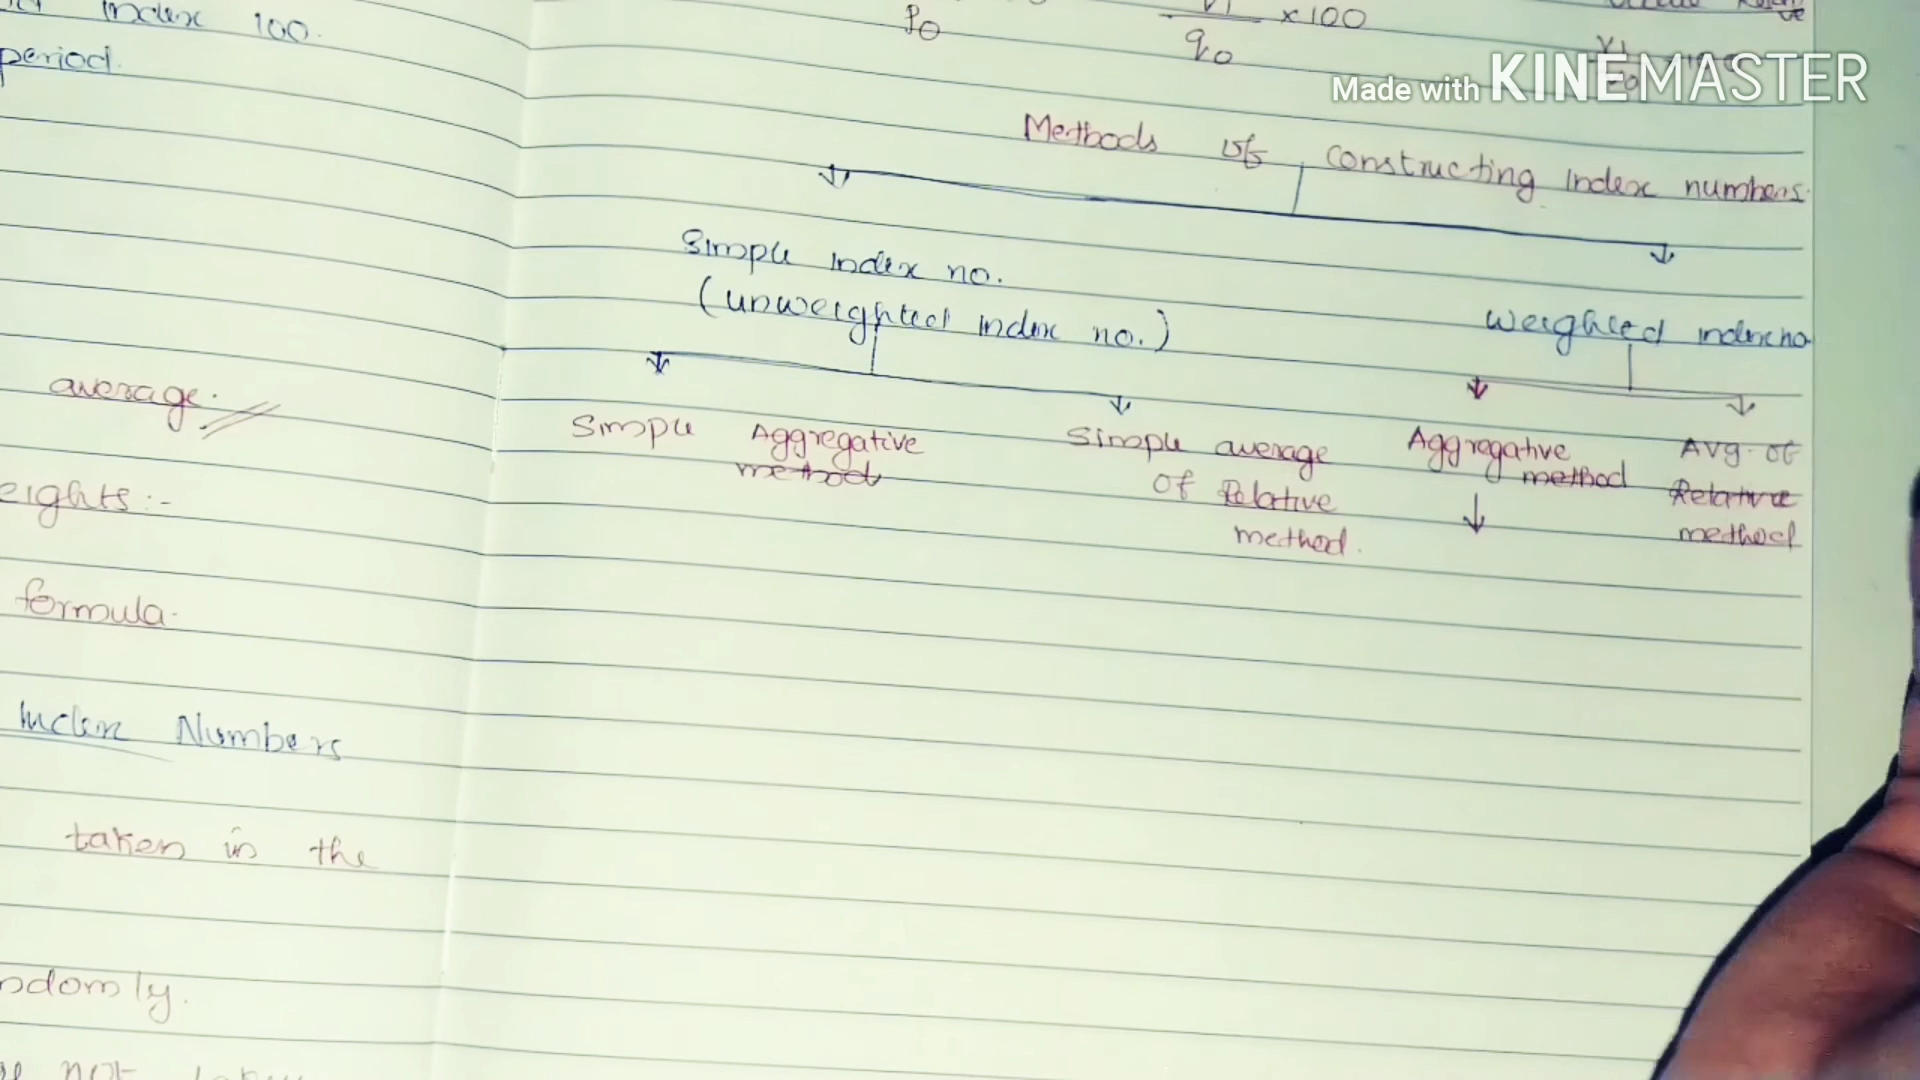 index 100.
period.
average.
eights:-
formula.
Index Numbers
taken in the
ndomly.
not
P0
q0
x100
Made with KINEMASTER
Methods of constructing index numbers.
Simple index no.
(unweighted index no.)
weighted index no
Simple Aggregative
method
Simple average
of Relative
method.
Aggregative
method
Avg. of
Relative
method